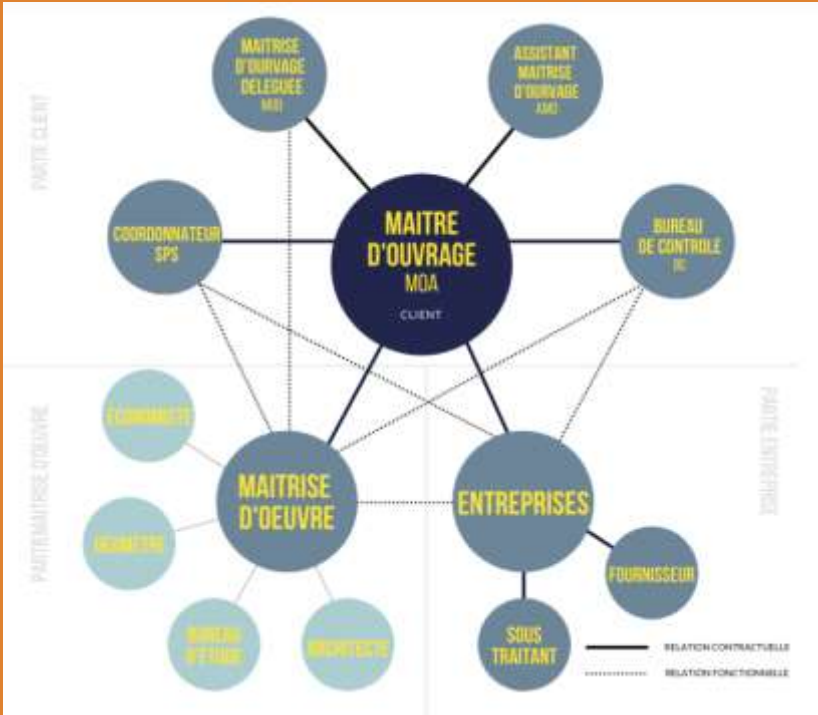 MAITRISE
D'OURVAGE
DELEGUEE
MOD
ASSISTANT
MAITRISE
D'OURVAGE
AMO
PARTIE CLIENT
MAITRE
D'OUVRAGE
MOA
CLIENT
COORDONNATEUR
SPS
BUREAU
DE CONTROLE
BC
ECONOMISTE
PARTIE MAITRISE D'OEUVRE
PARTIE ENTREPRISE
MAITRISE
D'OEUVRE
ENTREPRISES
GEOMETRE
FOURNISSEUR
BUREAU
D'ETUDE
ARCHITECTE
SOUS
TRAITANT
RELATION CONTRACTUELLE
RELATION FONCTIONNELLE